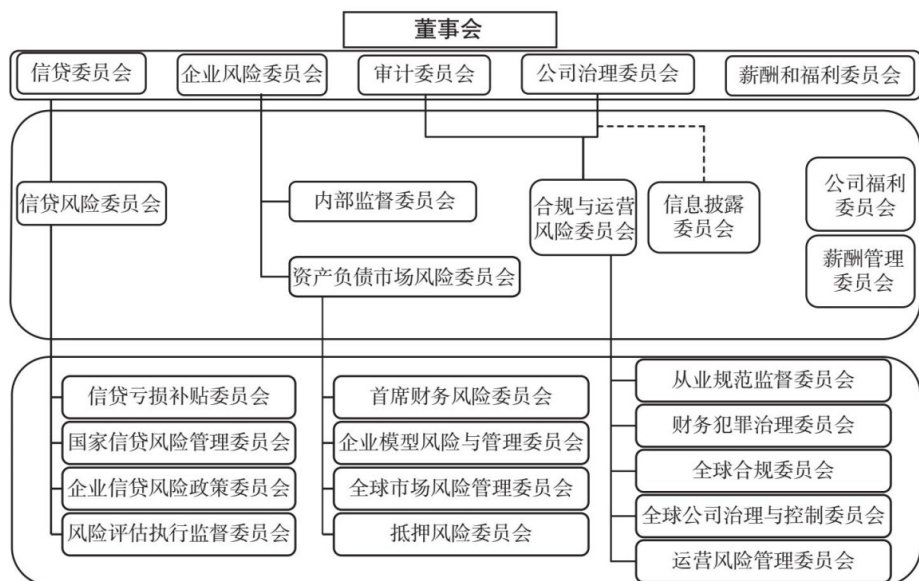 董事会
信贷委员会
企业风险委员会
审计委员会
公司治理委员会
薪酬和福利委员会
信贷风险委员会
内部监督委员会
资产负债市场风险委员会
合规与运营
风险委员会
信息披露
委员会
公司福利
委员会
薪酬管理
委员会
信贷亏损补贴委员会
国家信贷风险管理委员会
企业信贷风险政策委员会
风险评估执行监督委员会
首席财务风险委员会
企业模型风险与管理委员会
全球市场风险管理委员会
抵押风险委员会
从业规范监督委员会
财务犯罪治理委员会
全球合规委员会
全球公司治理与控制委员会
运营风险管理委员会